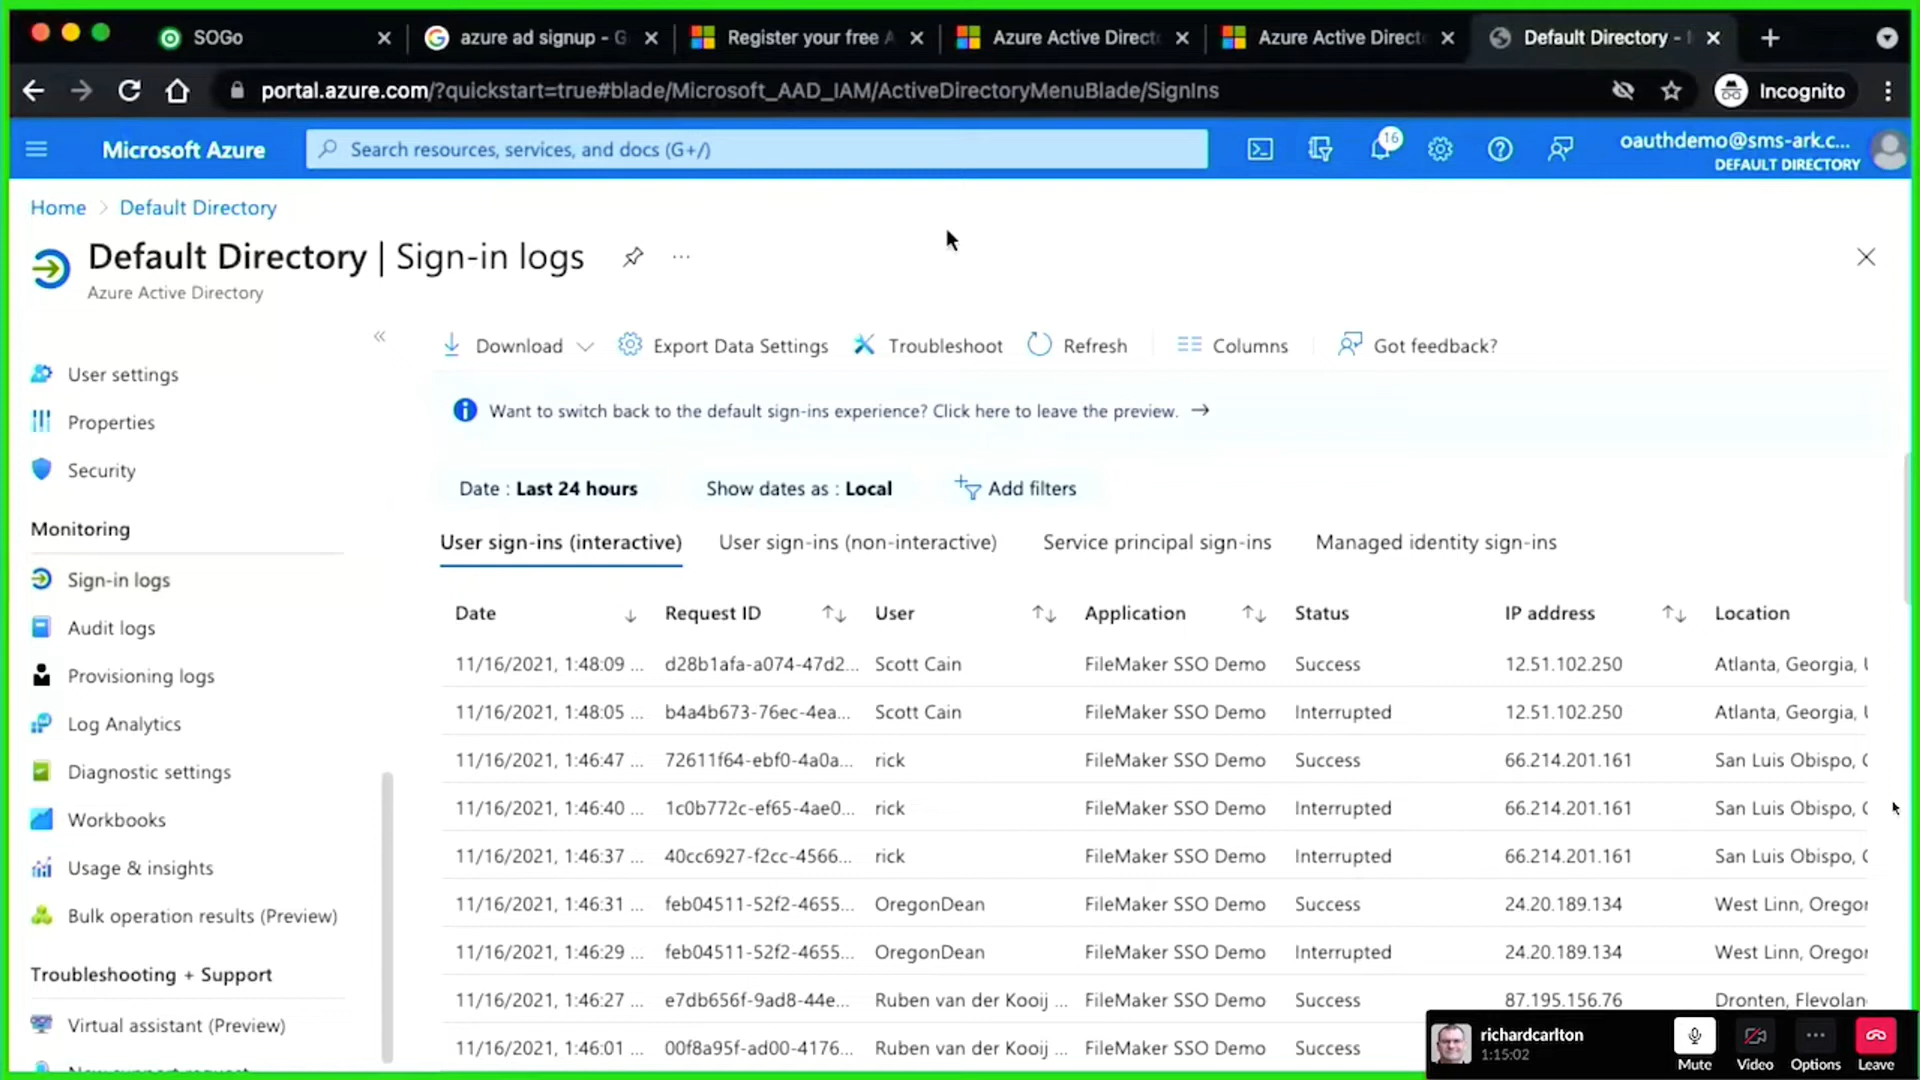 SOGo
azure ad signup - G
Register your free A
Azure Active Direct
Azure Active Direct
Default Directory -
portal.azure.com/?quickstart=true#blade/Microsoft_AAD_IAM/ActiveDirectoryMenuBlade/SignIns
Incognito
Microsoft Azure
Search resources, services, and docs (G+/)
16
oauthdemo@sms-ark.c...
DEFAULT DIRECTORY
Home > Default Directory
Default Directory | Sign-in logs
...
Azure Active Directory
«
User settings
Properties
Security
Monitoring
Sign-in logs
Audit logs
Provisioning logs
Log Analytics
Diagnostic settings
Workbooks
Usage & insights
Bulk operation results (Preview)
Troubleshooting + Support
Virtual assistant (Preview)
New support request
Download
Export Data Settings
Troubleshoot
Refresh
Columns
Got feedback?
Want to switch back to the default sign-ins experience? Click here to leave the preview. →
Date : Last 24 hours
Show dates as : Local
Add filters
User sign-ins (interactive)
User sign-ins (non-interactive)
Service principal sign-ins
Managed identity sign-ins
Date ↓ Request ID ↑↓ User ↑↓ Application ↑↓ Status IP address ↑↓ Location
11/16/2021, 1:48:09 ... d28b1afa-a074-47d2... Scott Cain FileMaker SSO Demo Success 12.51.102.250 Atlanta, Georgia, U
11/16/2021, 1:48:05 ... b4a4b673-76ec-4ea... Scott Cain FileMaker SSO Demo Interrupted 12.51.102.250 Atlanta, Georgia, U
11/16/2021, 1:46:47 ... 72611f64-ebf0-4a0a... rick FileMaker SSO Demo Success 66.214.201.161 San Luis Obispo, C
11/16/2021, 1:46:40 ... 1c0b772c-ef65-4ae0... rick FileMaker SSO Demo Interrupted 66.214.201.161 San Luis Obispo, C
11/16/2021, 1:46:37 ... 40cc6927-f2cc-4566... rick FileMaker SSO Demo Interrupted 66.214.201.161 San Luis Obispo, C
11/16/2021, 1:46:31 ... feb04511-52f2-4655... OregonDean FileMaker SSO Demo Success 24.20.189.134 West Linn, Oregor
11/16/2021, 1:46:29 ... feb04511-52f2-4655... OregonDean FileMaker SSO Demo Interrupted 24.20.189.134 West Linn, Oregor
11/16/2021, 1:46:27 ... e7db656f-9ad8-44e... Ruben van der Kooij ... FileMaker SSO Demo Success 87.195.156.76 Dronten, Flevolan
11/16/2021, 1:46:01 ... 00f8a95f-ad00-4176... Ruben van der Kooij ... FileMaker SSO Demo Success
richardcarlton
1:15:02
Mute
Video
Options
Leave